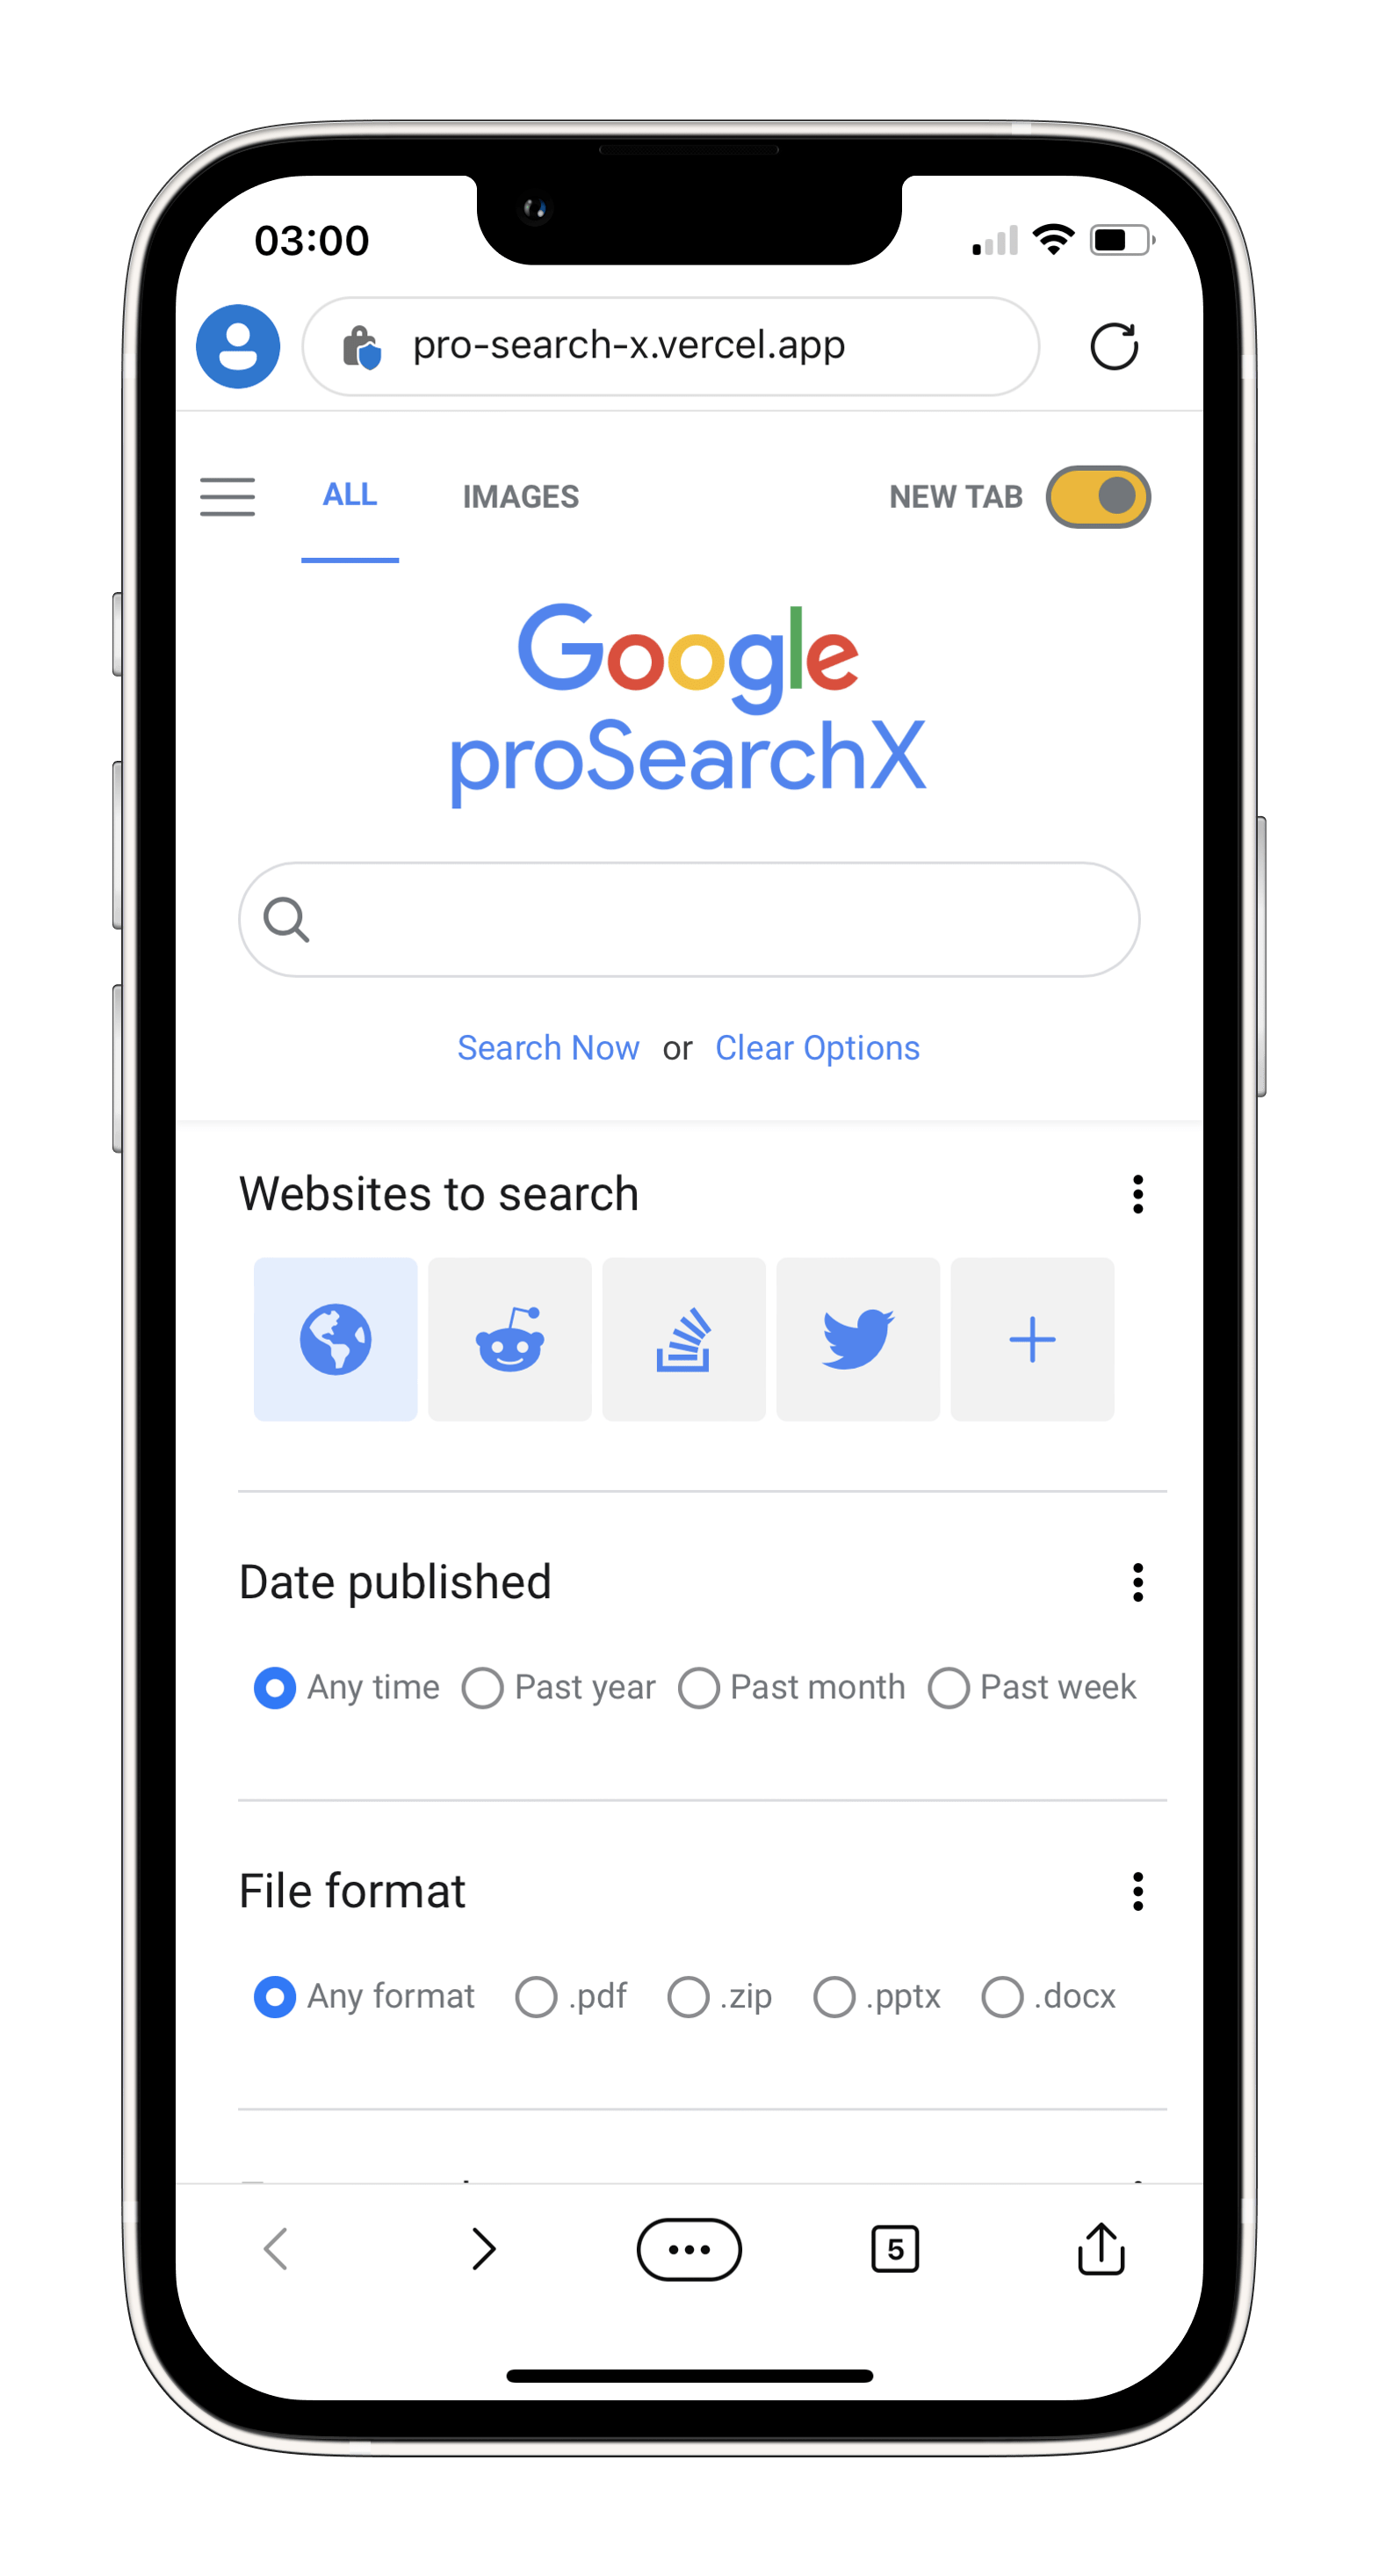 03:00
pro-search-x.vercel.app
ALL IMAGES NEW TAB
Google
proSearchX
Search Now or Clear Options
Websites to search
Date published
Any time Past year Past month Past week
File format
Any format .pdf .zip .pptx .docx
5